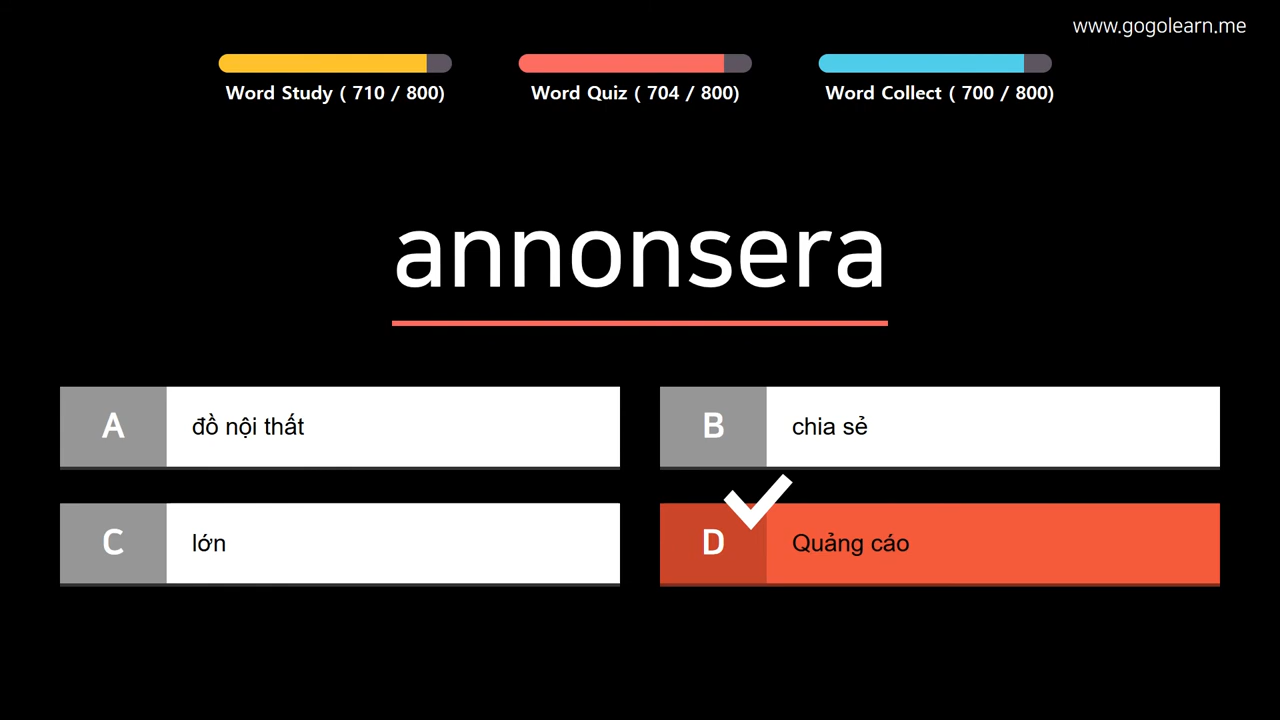 www.gogolearn.me
Word Study ( 710 / 800)
Word Quiz ( 704 / 800)
Word Collect ( 700 / 800)
annonsera
A đồ nội thất
B chia sẻ
C lớn
D Quảng cáo